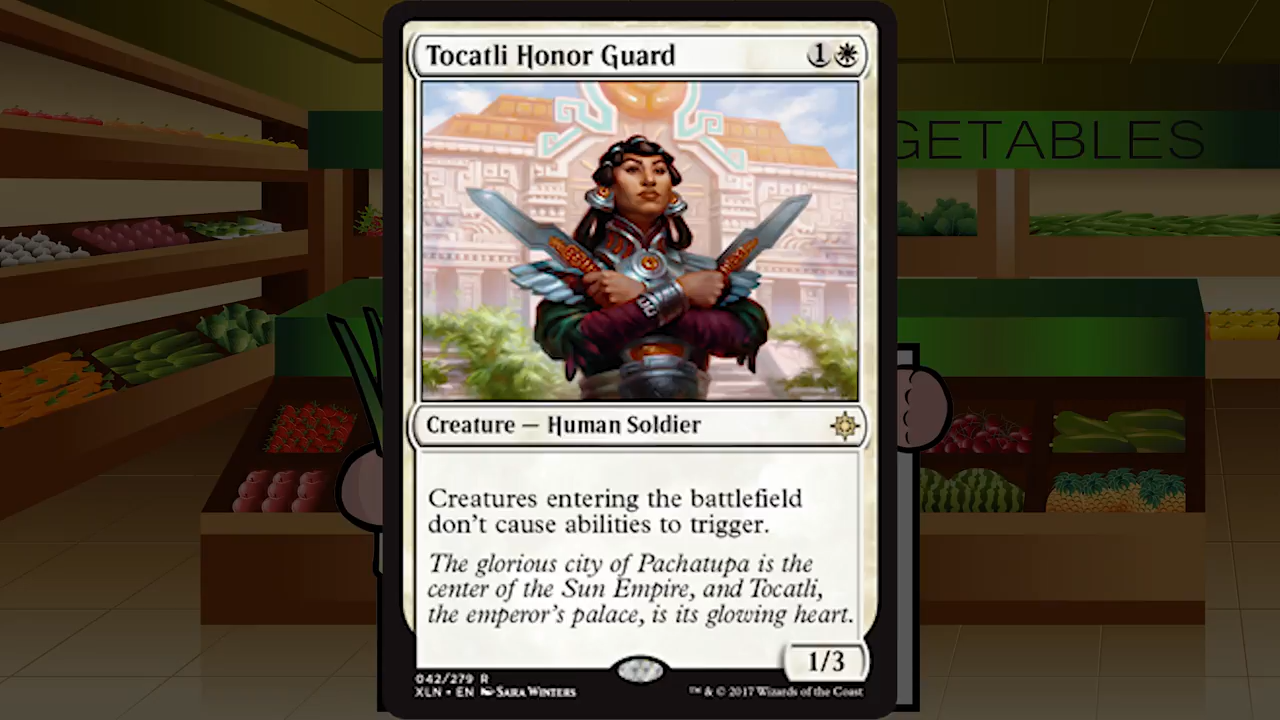 Tocatli Honor Guard 1
GETABLES
Creature — Human Soldier
Creatures entering the battlefield
don't cause abilities to trigger.
The glorious city of Pachatupa is the
center of the Sun Empire, and Tocatli,
the emperor's palace, is its glowing heart.
1/3
042/279 R
XLN • EN Sara Winters
™ & © 2017 Wizards of the Coast